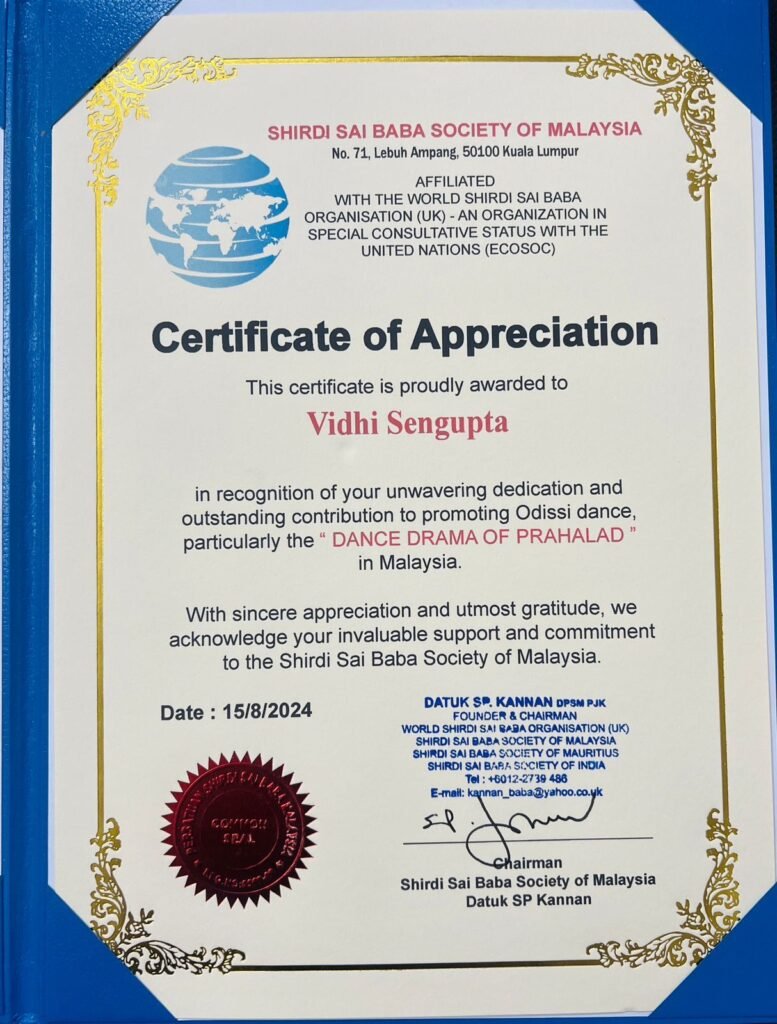 SHIRDI SAI BABA SOCIETY OF MALAYSIA
No. 71, Lebuh Ampang, 50100 Kuala Lumpur
AFFILIATED
WITH THE WORLD SHIRDI SAI BABA
ORGANISATION (UK) - AN ORGANIZATION IN
SPECIAL CONSULTATIVE STATUS WITH THE
UNITED NATIONS (ECOSOC)
Certificate of Appreciation
This certificate is proudly awarded to
Vidhi Sengupta
in recognition of your unwavering dedication and
outstanding contribution to promoting Odissi dance,
particularly the “ DANCE DRAMA OF PRAHALAD ”
in Malaysia.
With sincere appreciation and utmost gratitude, we
acknowledge your invaluable support and commitment
to the Shirdi Sai Baba Society of Malaysia.
Date : 15/8/2024
DATUK SP. KANNAN DPSM PJK
FOUNDER & CHAIRMAN
WORLD SHIRDI SAI BABA ORGANISATION (UK)
SHIRDI SAI BABA SOCIETY OF MALAYSIA
SHIRDI SAI BABA SOCIETY OF MAURITIUS
SHIRDI SAI BABA SOCIETY OF INDIA
Tel : +6012-2739 486
E-mail: kannan_baba@yahoo.co.uk
SHIRDI SAI BABA
COMMON
SEAL
Chairman
Shirdi Sai Baba Society of Malaysia
Datuk SP Kannan